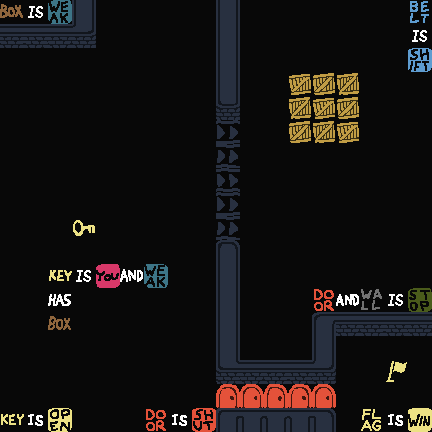 BOX IS WEAK
BELT IS SHIFT
KEY IS YOU AND WEAK
HAS
BOX
DOOR AND WALL IS STOP
KEY IS OPEN
DOOR IS SHUT
FLAG IS WIN